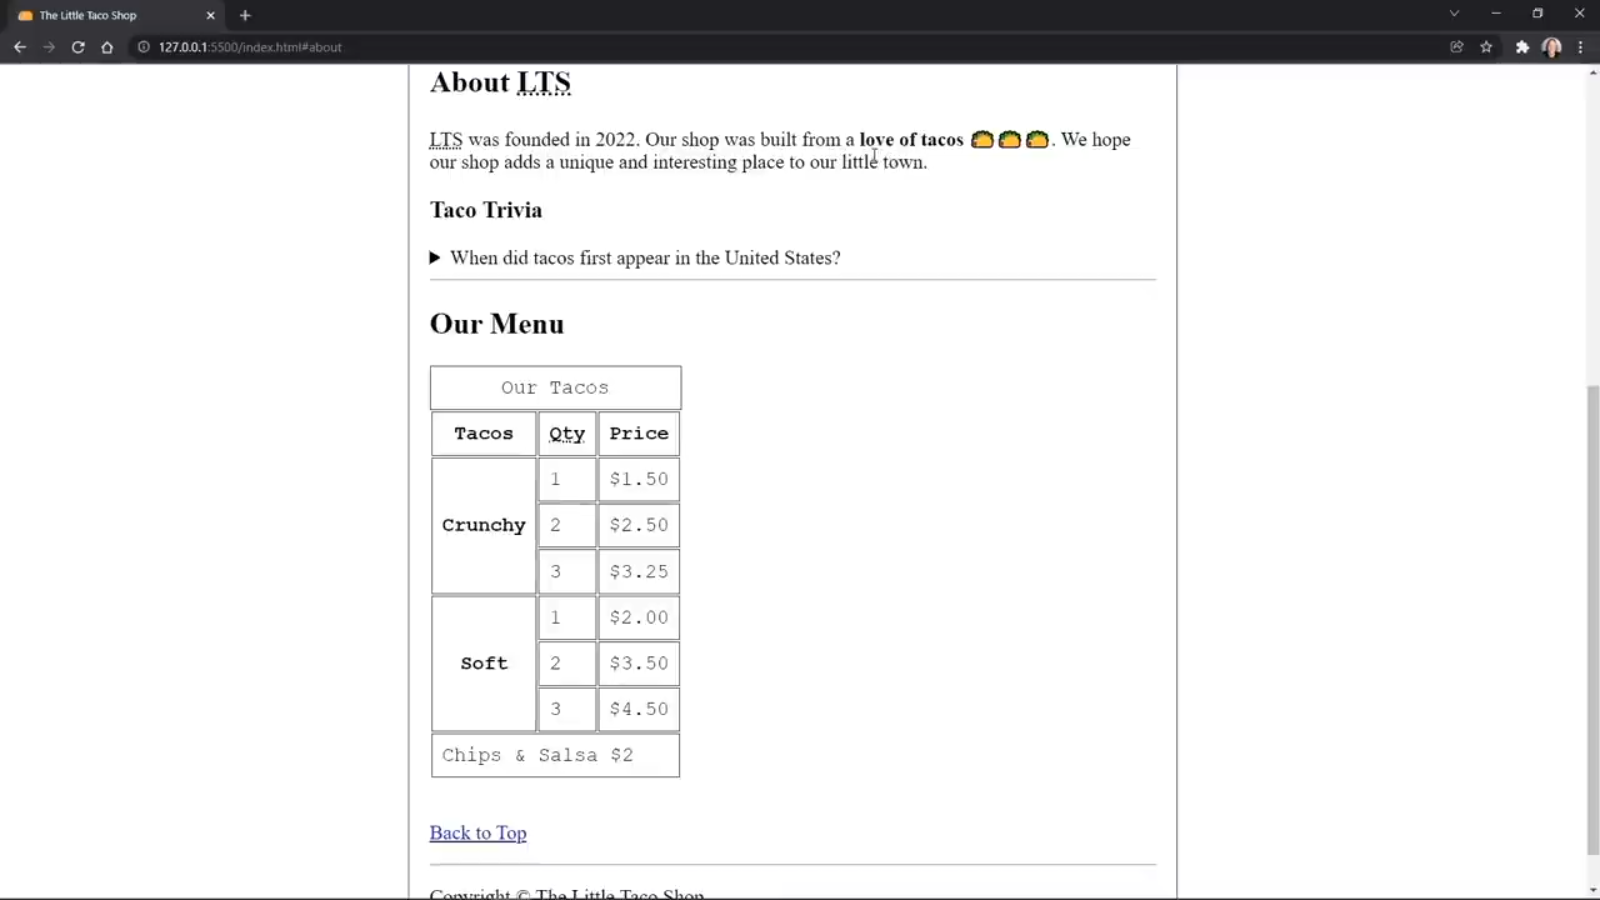 The Little Taco Shop
127.0.0.1:5500/index.html#about
About LTS
LTS was founded in 2022. Our shop was built from a love of tacos 🌮🌮🌮. We hope
our shop adds a unique and interesting place to our little town.
Taco Trivia
▶ When did tacos first appear in the United States?
Our Menu
Our Tacos
Tacos Qty Price
1 $1.50
Crunchy 2 $2.50
3 $3.25
1 $2.00
Soft 2 $3.50
3 $4.50
Chips & Salsa $2
Back to Top
Copyright © The Little Taco Shop